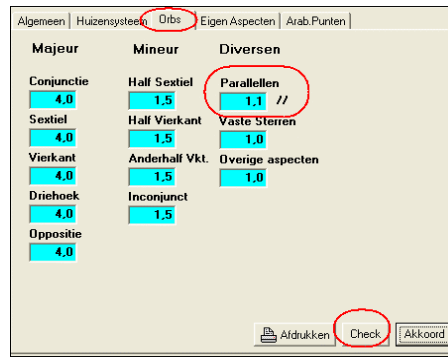 Algemeen Huizensysteem Orbs Eigen Aspecten Arab.Punten
Majeur Mineur Diversen
Conjunctie Half Sextiel Parallellen
4,0 1,5 1,1 //
Sextiel Half Vierkant Vaste Sterren
4,0 1,5 1,0
Vierkant Anderhalf Vkt. Overige aspecten
4,0 1,5 1,0
Driehoek Inconjunct
4,0 1,5
Oppositie
4,0
Afdrukken Check Akkoord